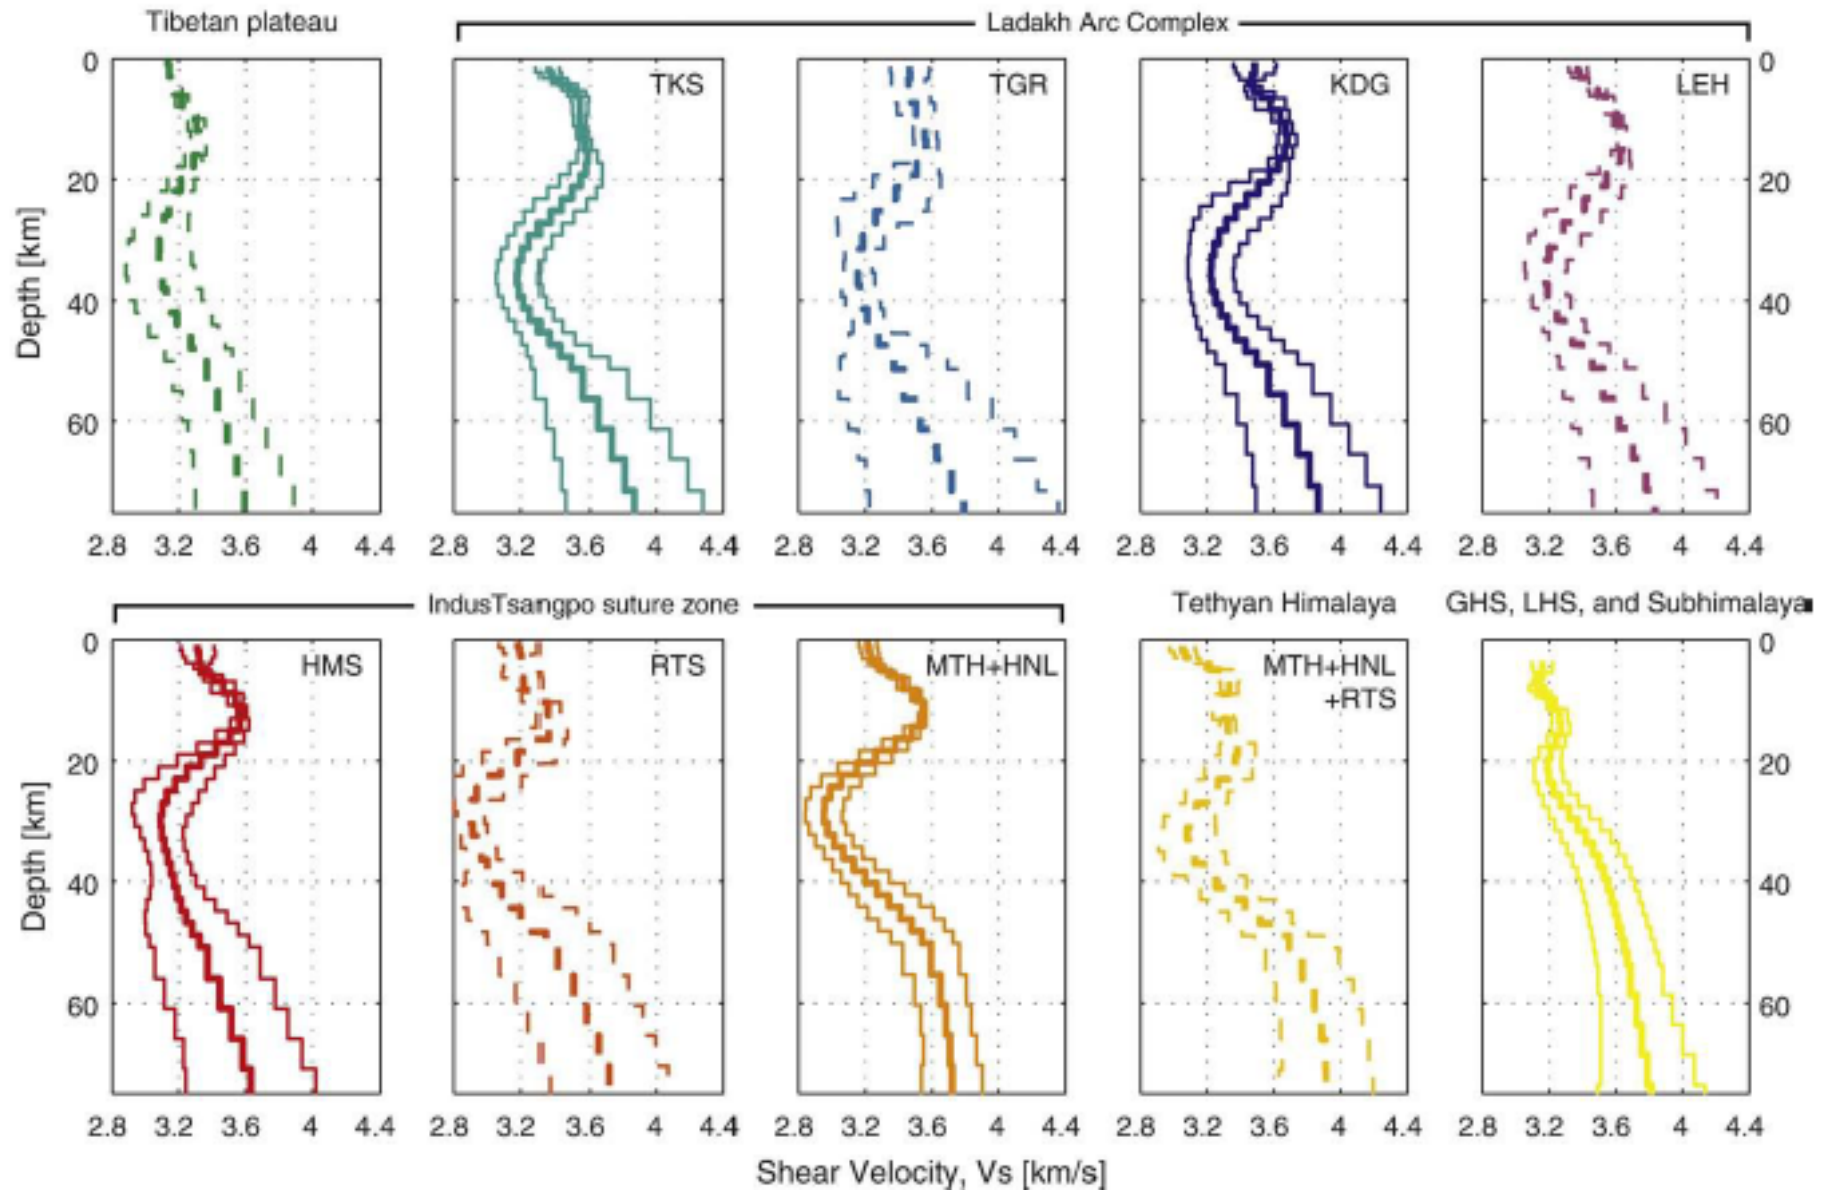 Tibetan plateau
Ladakh Arc Complex
TKS
TGR
KDG
LEH
0
20
40
60
Depth [km]
0
20
40
60
2.8 3.2 3.6 4 4.4
2.8 3.2 3.6 4 4.4
2.8 3.2 3.6 4 4.4
2.8 3.2 3.6 4 4.4
2.8 3.2 3.6 4 4.4
IndusTsangpo suture zone
Tethyan Himalaya
GHS, LHS, and Subhimalaya
HMS
RTS
MTH+HNL
MTH+HNL
+RTS
0
20
40
60
Depth [km]
0
20
40
60
2.8 3.2 3.6 4 4.4
2.8 3.2 3.6 4 4.4
2.8 3.2 3.6 4 4.4
2.8 3.2 3.6 4 4.4
2.8 3.2 3.6 4 4.4
Shear Velocity, Vs [km/s]